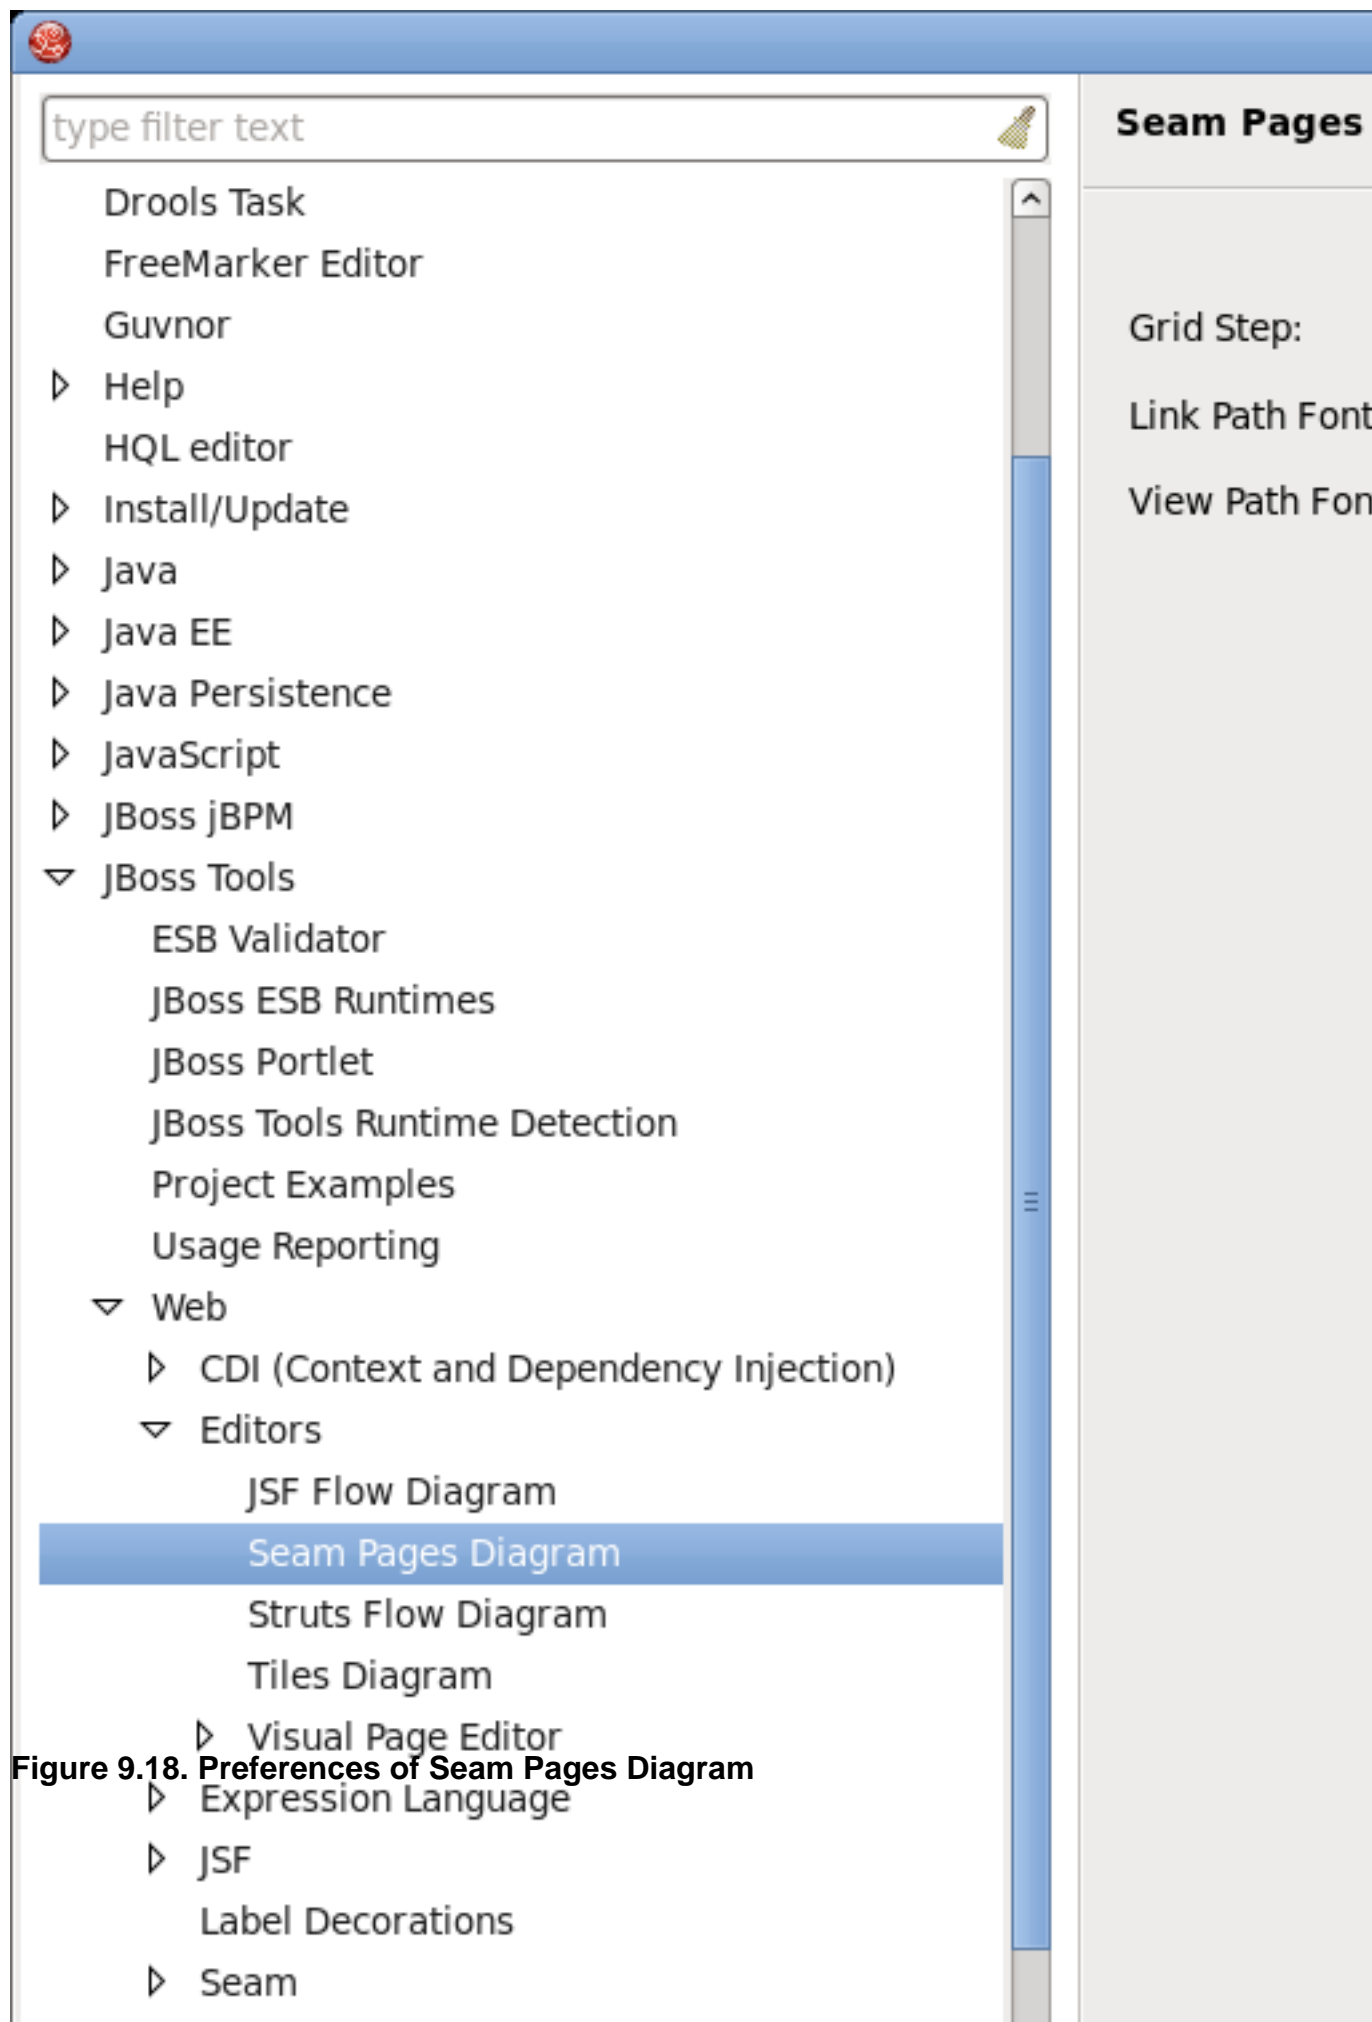 type filter text
Drools Task
FreeMarker Editor
Guvnor
Help
HQL editor
Install/Update
Java
Java EE
Java Persistence
JavaScript
JBoss jBPM
JBoss Tools
ESB Validator
JBoss ESB Runtimes
JBoss Portlet
JBoss Tools Runtime Detection
Project Examples
Usage Reporting
Web
CDI (Context and Dependency Injection)
Editors
JSF Flow Diagram
Seam Pages Diagram
Struts Flow Diagram
Tiles Diagram
Visual Page Editor
Figure 9.18. Preferences of Seam Pages Diagram
Expression Language
JSF
Label Decorations
Seam
Seam Pages
Grid Step:
Link Path Font
View Path Fon